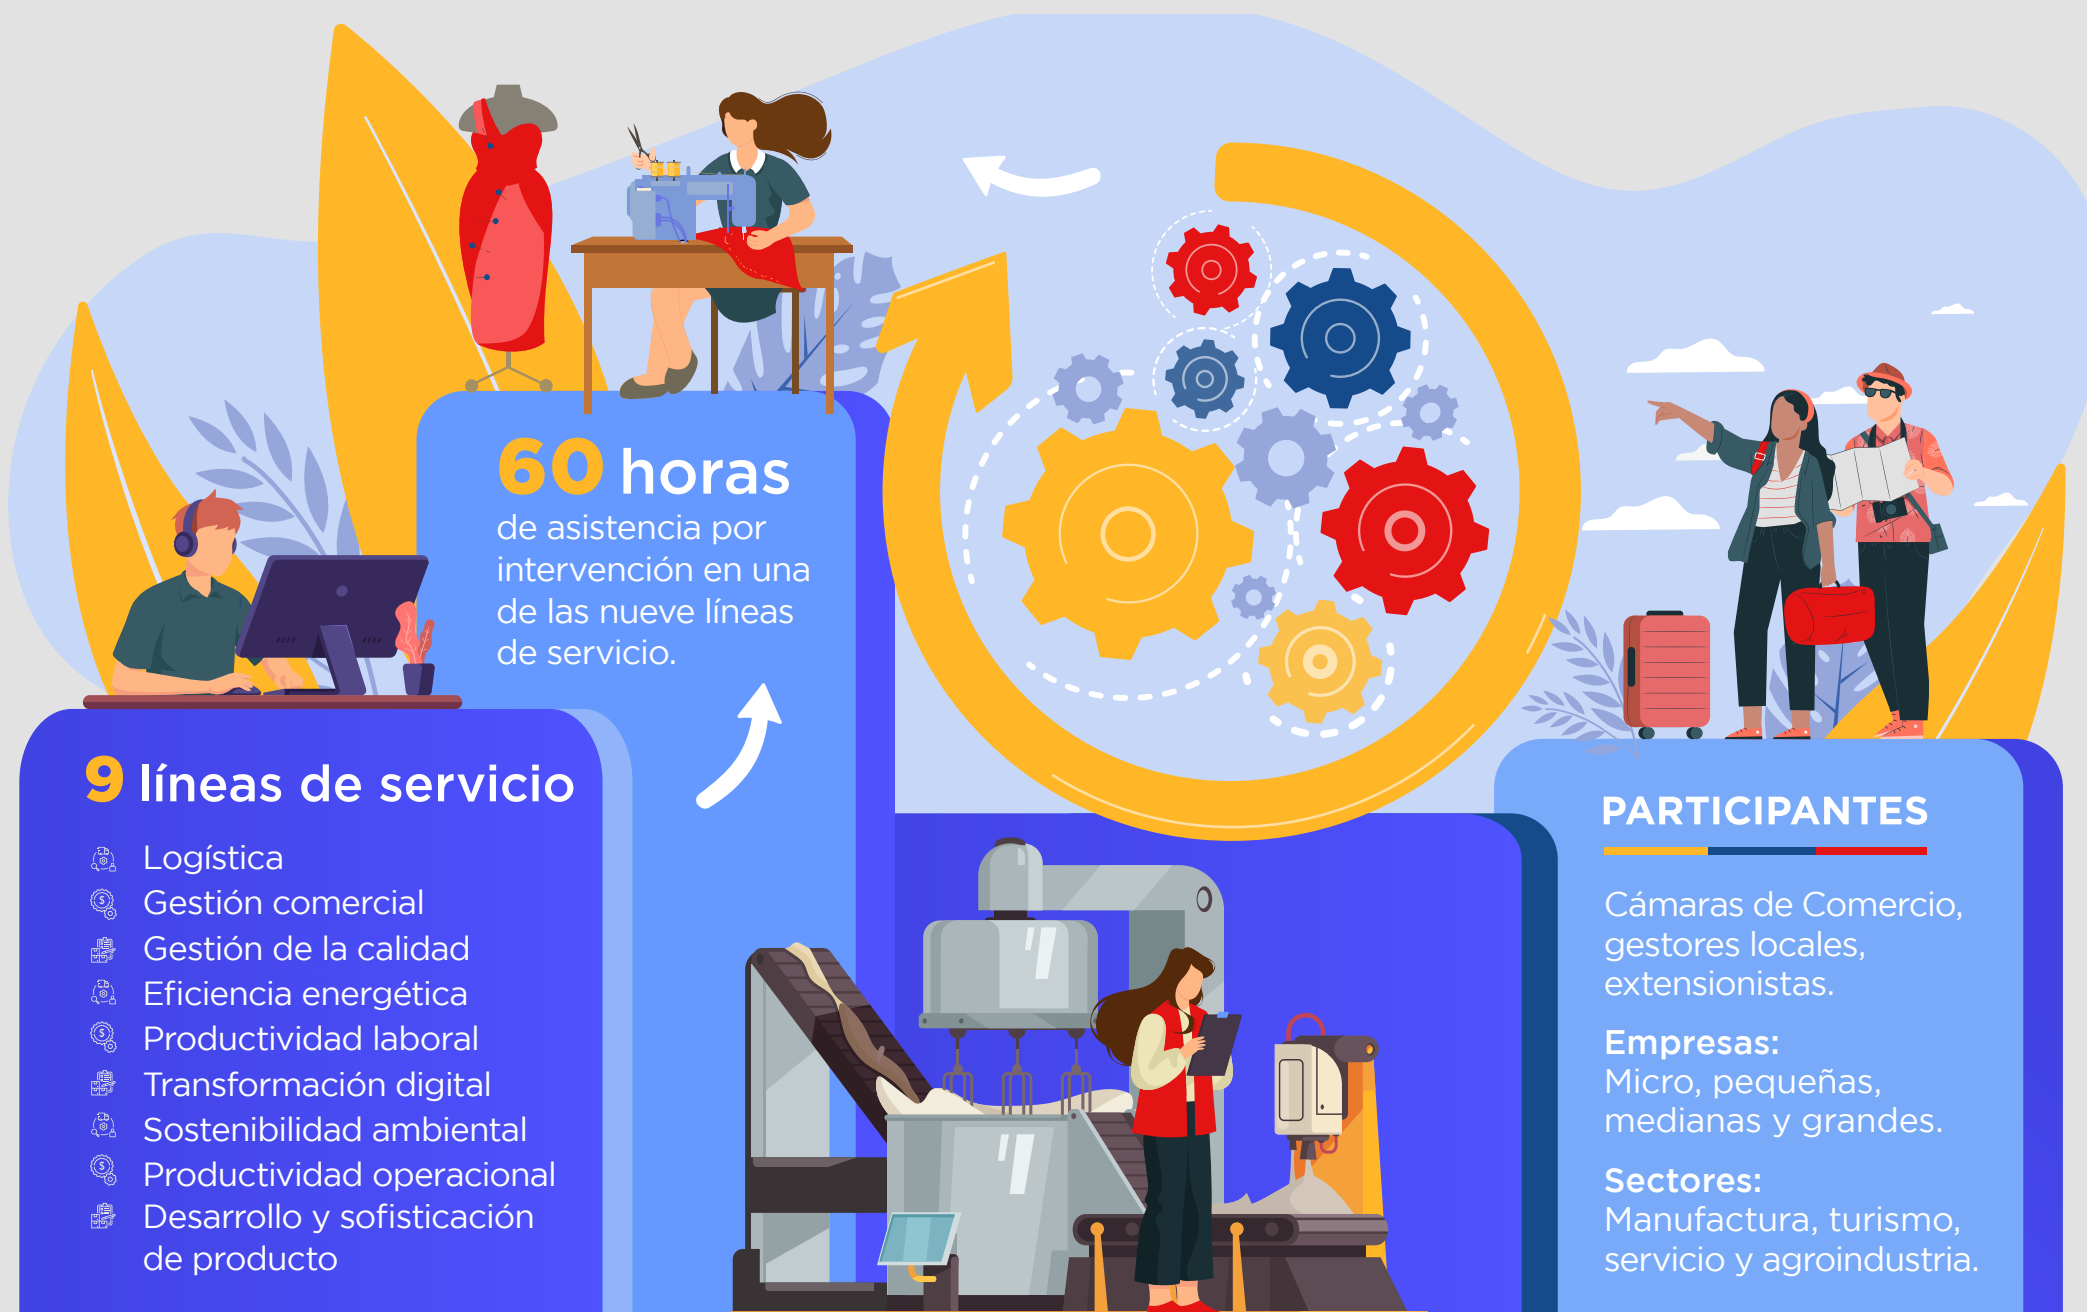 60 horas
de asistencia por
intervención en una
de las nueve líneas
de servicio.
9 líneas de servicio
Logística
Gestión comercial
Gestión de la calidad
Eficiencia energética
Productividad laboral
Transformación digital
Sostenibilidad ambiental
Productividad operacional
Desarrollo y sofisticación
de producto
PARTICIPANTES
Cámaras de Comercio,
gestores locales,
extensionistas.
Empresas:
Micro, pequeñas,
medianas y grandes.
Sectores:
Manufactura, turismo,
servicio y agroindustria.